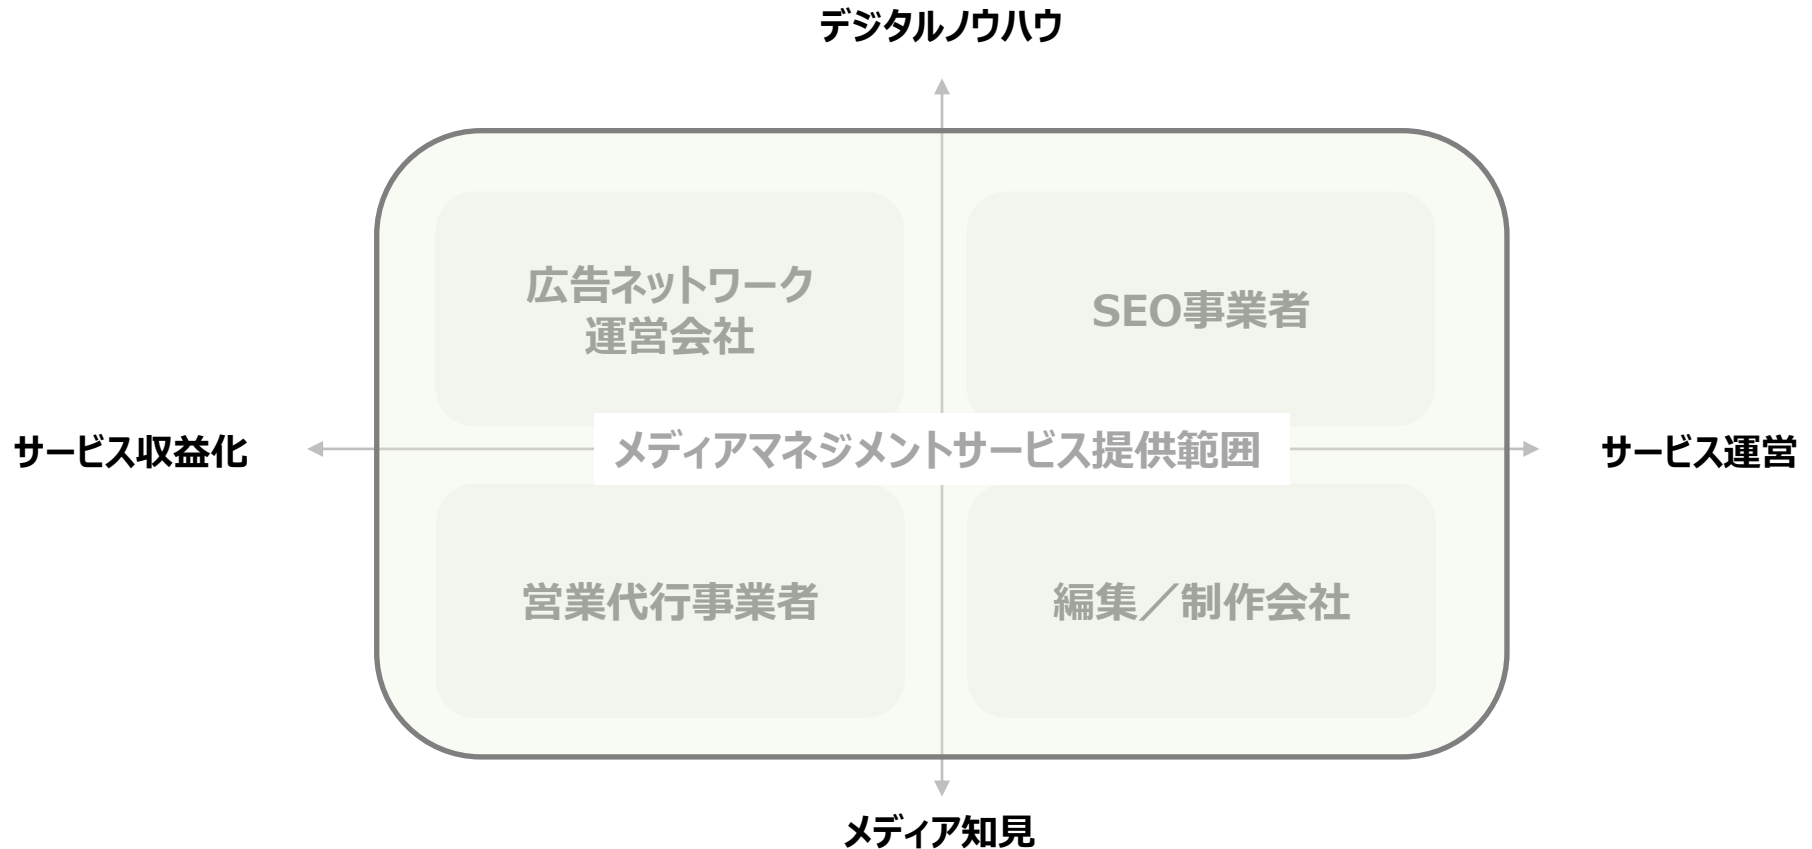 デジタルノウハウ
広告ネットワーク
運営会社
SEO事業者
サービス収益化
メディアマネジメントサービス提供範囲
サービス運営
営業代行事業者
編集／制作会社
メディア知見